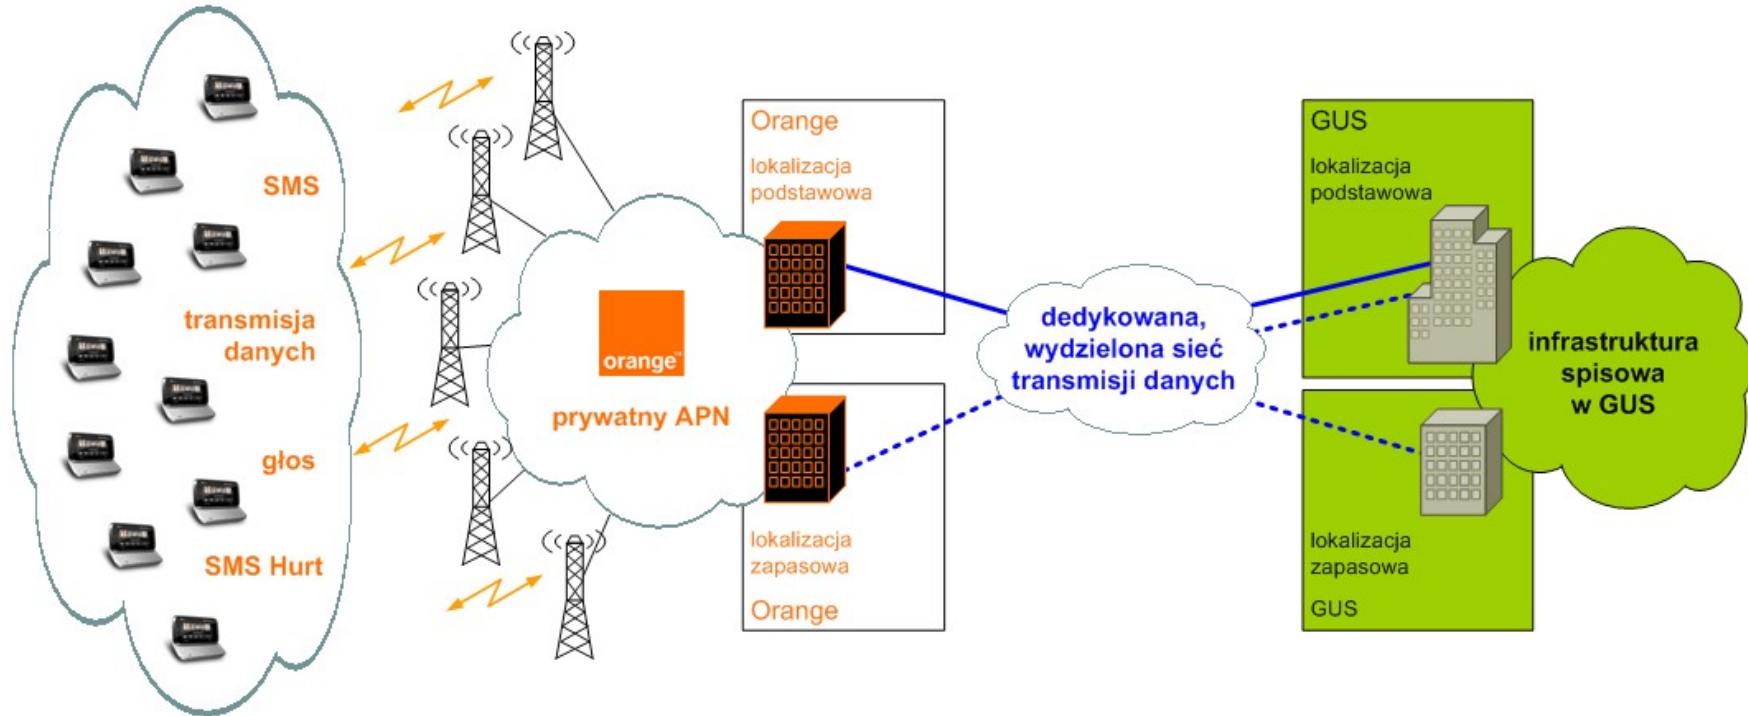 SMS
transmisja
danych
głos
SMS Hurt
orange™
prywatny APN
Orange
lokalizacja
podstawowa
lokalizacja
zapasowa
Orange
dedykowana,
wydzielona sieć
transmisji danych
GUS
lokalizacja
podstawowa
infrastruktura
spisowa
w GUS
lokalizacja
zapasowa
GUS